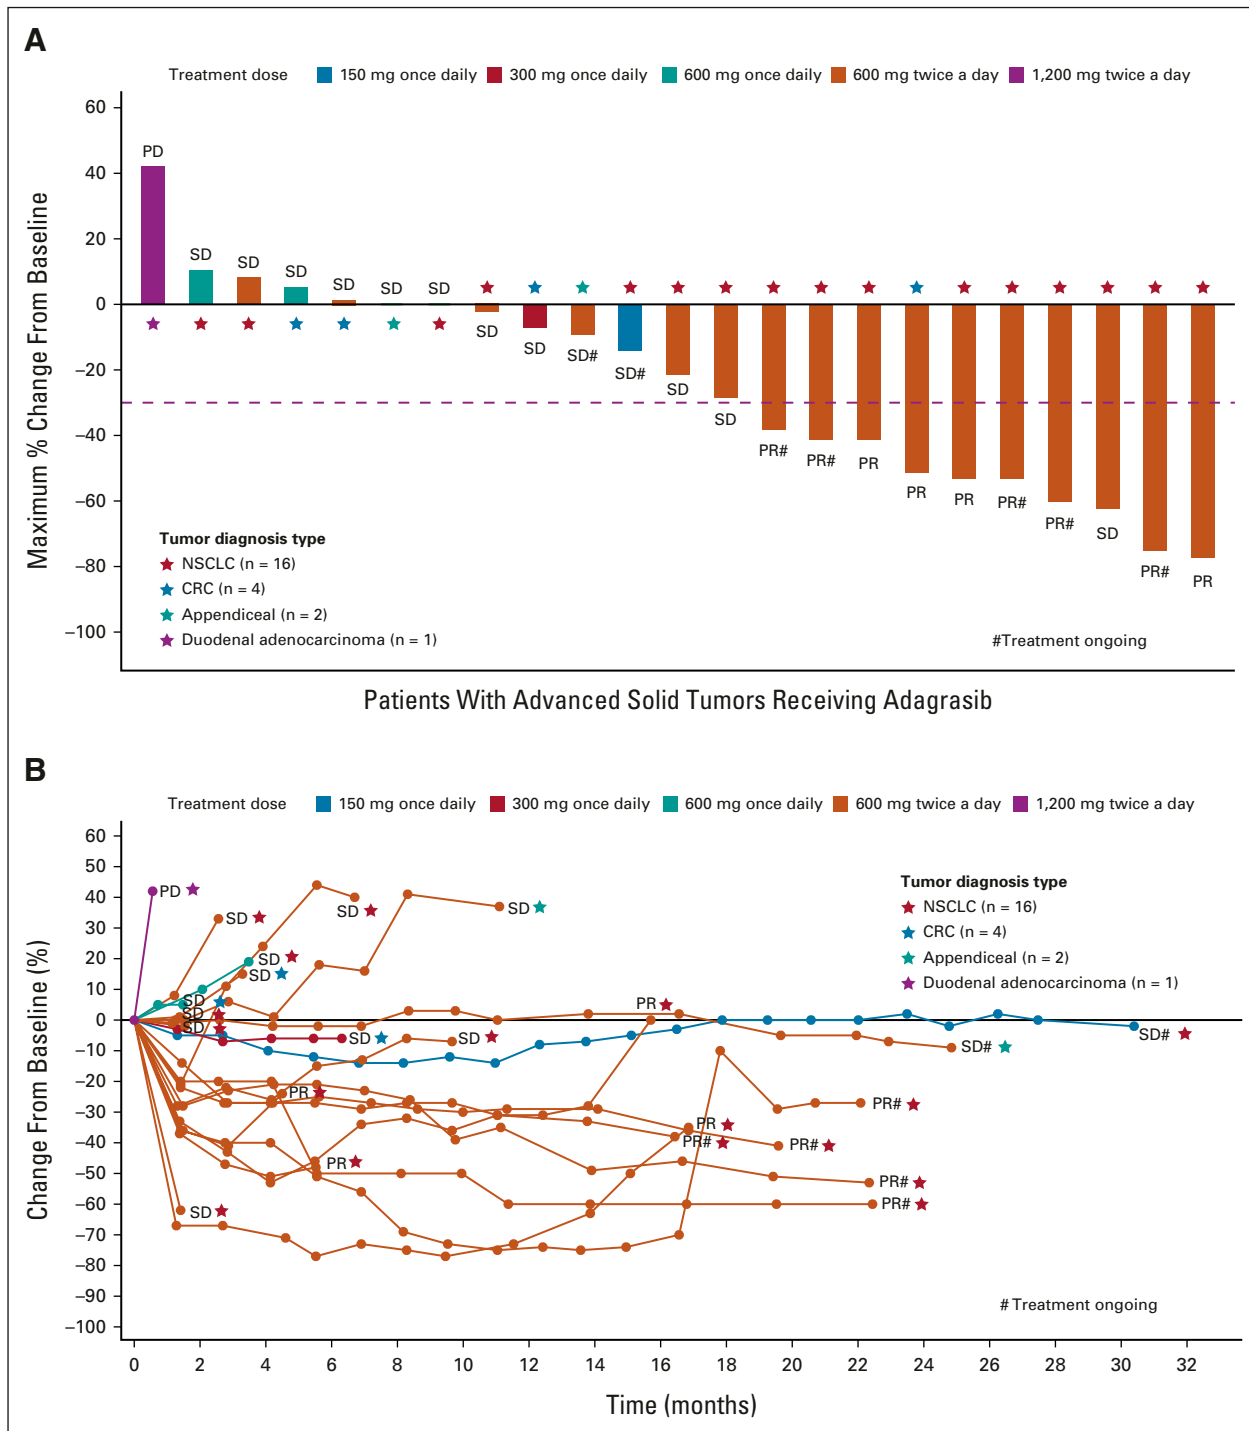 A
Treatment dose 150 mg once daily 300 mg once daily 600 mg once daily 600 mg twice a day 1,200 mg twice a day
Maximum % Change From Baseline
60
40
20
0
–20
–40
–60
–80
–100
PD SD SD SD SD SD SD SD SD SD# SD# SD SD PR# PR# PR PR PR PR# PR# SD PR# PR
Tumor diagnosis type
NSCLC (n = 16)
CRC (n = 4)
Appendiceal (n = 2)
Duodenal adenocarcinoma (n = 1)
#Treatment ongoing
Patients With Advanced Solid Tumors Receiving Adagrasib
B
Treatment dose 150 mg once daily 300 mg once daily 600 mg once daily 600 mg twice a day 1,200 mg twice a day
Change From Baseline (%)
60
50
40
30
20
10
0
–10
–20
–30
–40
–50
–60
–70
–80
–90
–100
PD
SD
SD
SD
SD
SD
SD
SD
SD
SD
SD
PR
SD#
SD#
PR
PR#
PR
PR#
PR#
PR
PR#
PR#
SD
Tumor diagnosis type
NSCLC (n = 16)
CRC (n = 4)
Appendiceal (n = 2)
Duodenal adenocarcinoma (n = 1)
# Treatment ongoing
0 2 4 6 8 10 12 14 16 18 20 22 24 26 28 30 32
Time (months)